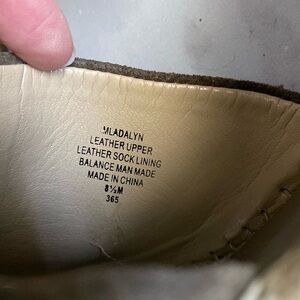 MLADALYN
LEATHER UPPER
LEATHER SOCK LINING
BALANCE MAN MADE
MADE IN CHINA
8½M
365